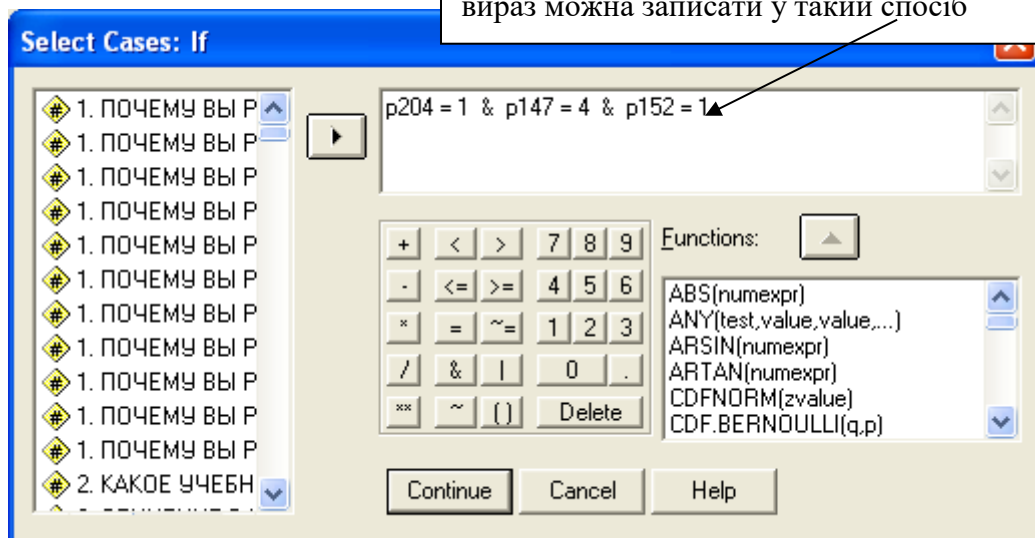 вираз можна записати у такий спосіб
Select Cases: If
1. ПОЧЕМУ ВЫ Р
1. ПОЧЕМУ ВЫ Р
1. ПОЧЕМУ ВЫ Р
1. ПОЧЕМУ ВЫ Р
1. ПОЧЕМУ ВЫ Р
1. ПОЧЕМУ ВЫ Р
1. ПОЧЕМУ ВЫ Р
1. ПОЧЕМУ ВЫ Р
1. ПОЧЕМУ ВЫ Р
1. ПОЧЕМУ ВЫ Р
1. ПОЧЕМУ ВЫ Р
2. КАКОЕ УЧЕБН
p204 = 1 & p147 = 4 & p152 = 1
+ < > 7 8 9
- <= >= 4 5 6
* = ~= 1 2 3
/ & | 0 .
** ~ () Delete
Functions:
ABS(numexpr)
ANY(test,value,value,...)
ARSIN(numexpr)
ARTAN(numexpr)
CDFNORM(zvalue)
CDF.BERNOULLI(q,p)
Continue Cancel Help